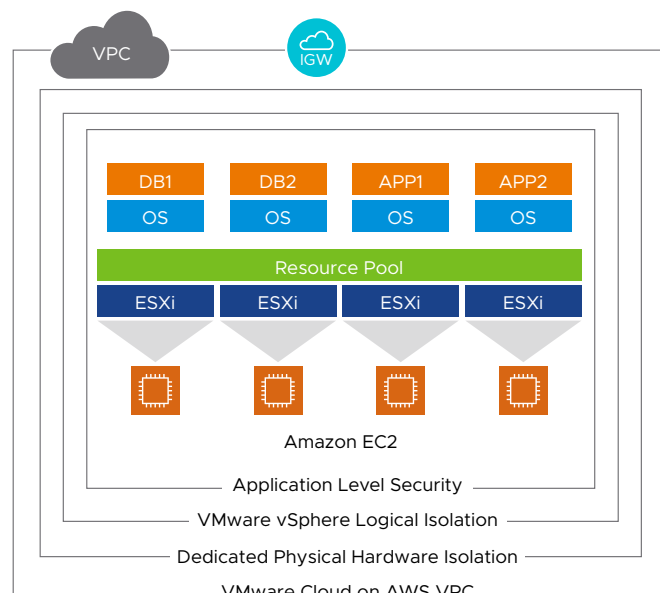 VPC
IGW
DB1 DB2 APP1 APP2
OS OS OS OS
Resource Pool
ESXi ESXi ESXi ESXi
Amazon EC2
Application Level Security
VMware vSphere Logical Isolation
Dedicated Physical Hardware Isolation
VMware Cloud on AWS VPC